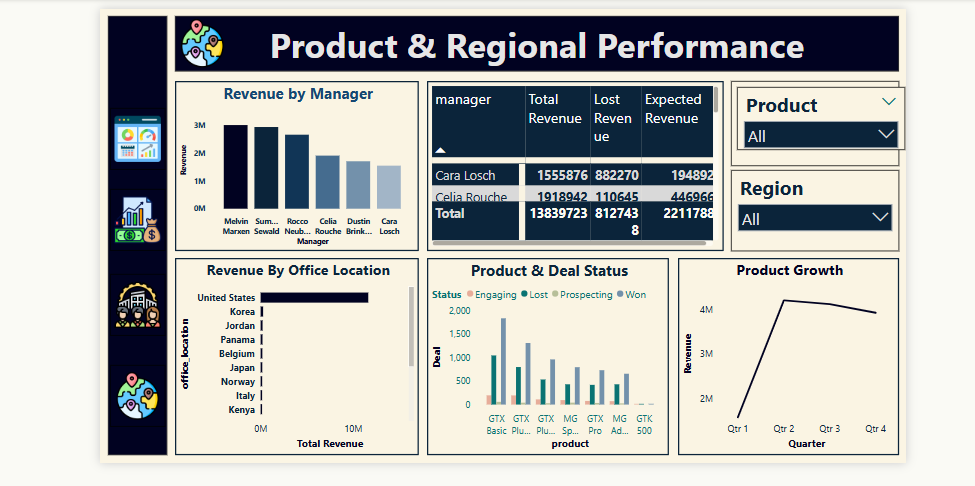 Product & Regional Performance
Revenue by Manager
Revenue
3M
2M
1M
0M
Melvin Marxen
Sum... Sewald
Rocco Neub...
Celia Rouche
Dustin Brink...
Cara Losch
Manager
manager Total Revenue Lost Revenue Expected Revenue
Cara Losch 1555876 882270 194892
Celia Rouche 1918942 110645 446966
Total 13839723 8127438 2211788
Product
All
Region
All
Revenue By Office Location
office_location
United States
Korea
Jordan
Panama
Belgium
Japan
Norway
Italy
Kenya
0M 10M
Total Revenue
Product & Deal Status
Status Engaging Lost Prospecting Won
Deal
2,000
1,500
1,000
500
0
GTX Basic
GTX Plu...
GTX Plu...
MG Sp...
GTX Pro
MG Ad...
GTK 500
product
Product Growth
Revenue
4M
3M
2M
Qtr 1 Qtr 2 Qtr 3 Qtr 4
Quarter